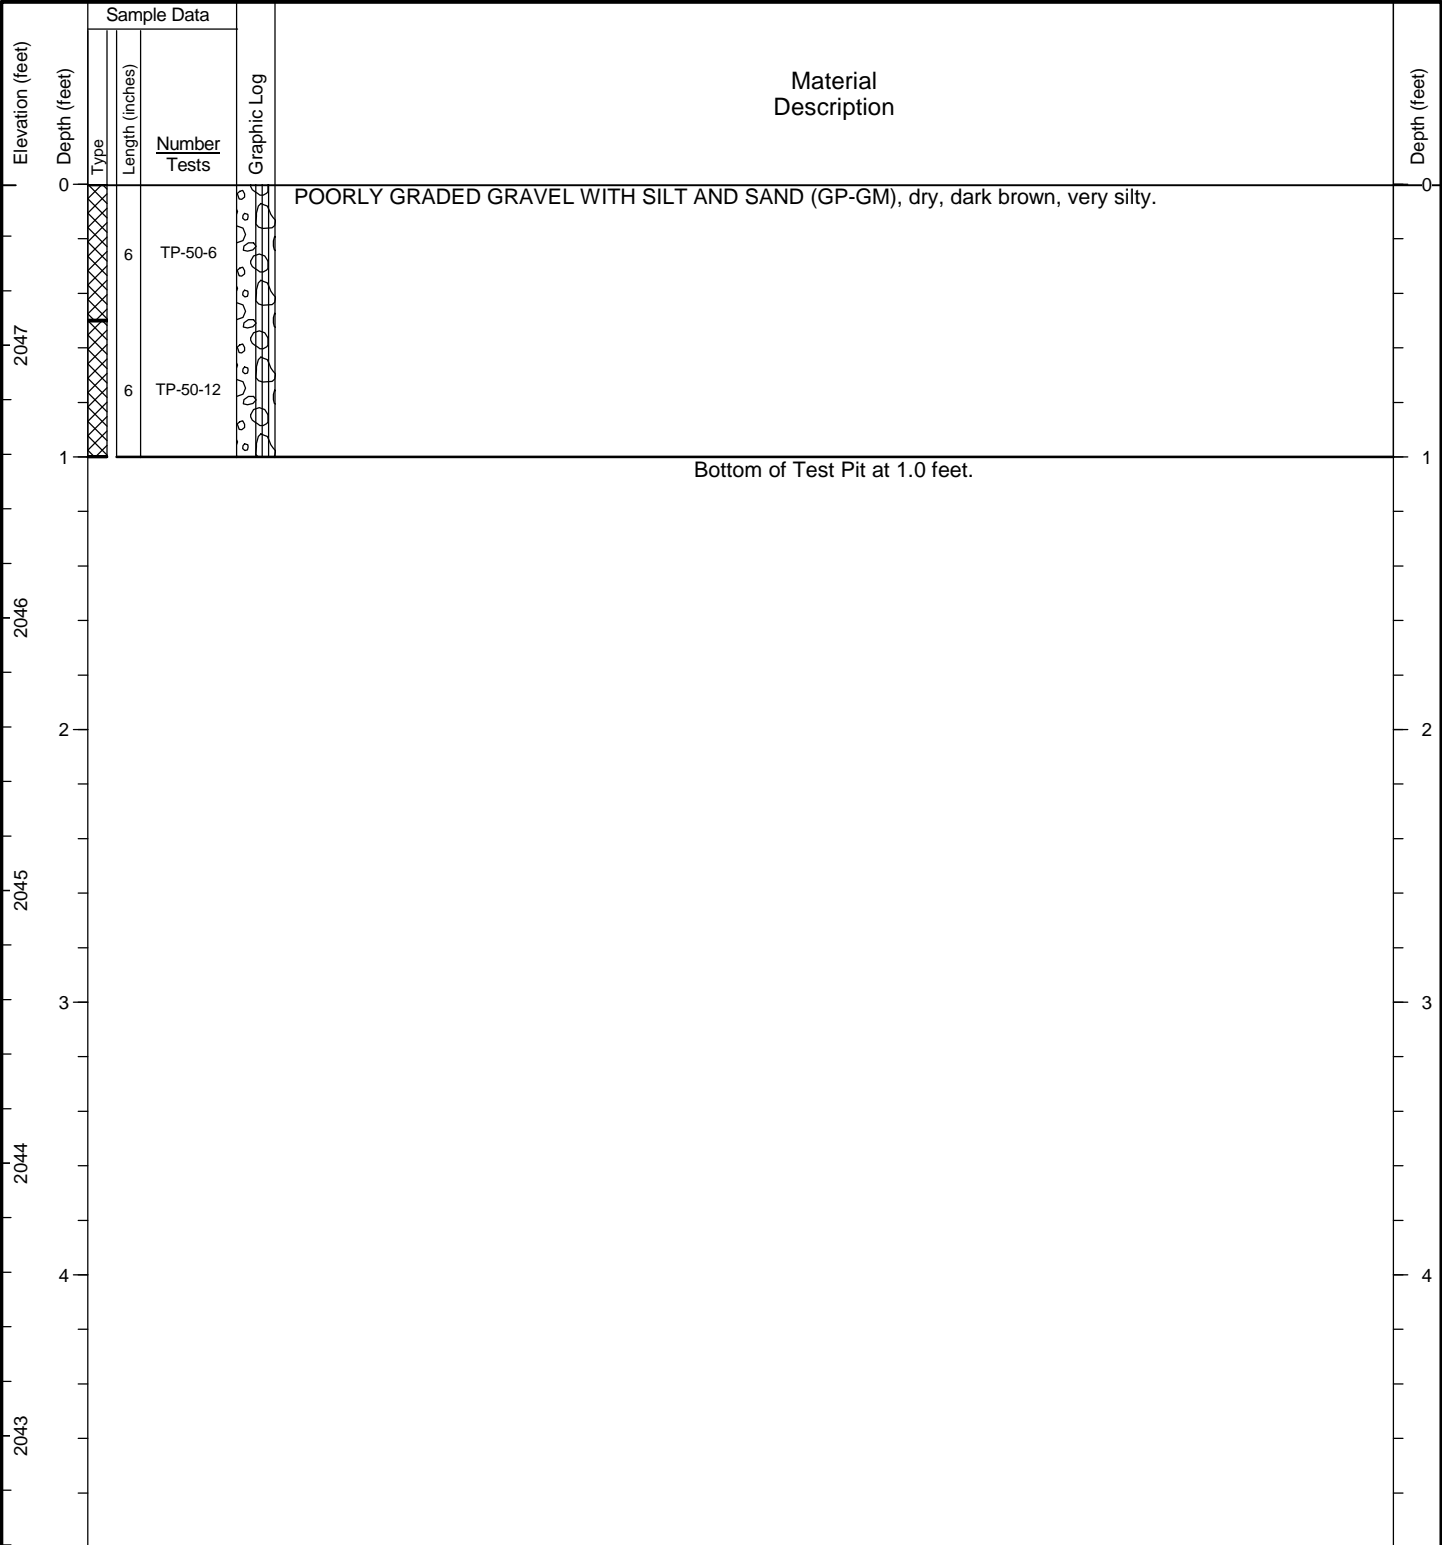 Sample Data
Elevation (feet)
Depth (feet)
Type
Length (inches)
Number
Tests
Graphic Log
Material
Description
Depth (feet)
0
POORLY GRADED GRAVEL WITH SILT AND SAND (GP-GM), dry, dark brown, very silty.
0
6
TP-50-6
2047
6
TP-50-12
1
Bottom of Test Pit at 1.0 feet.
1
2046
2
2
2045
3
3
2044
4
4
2043